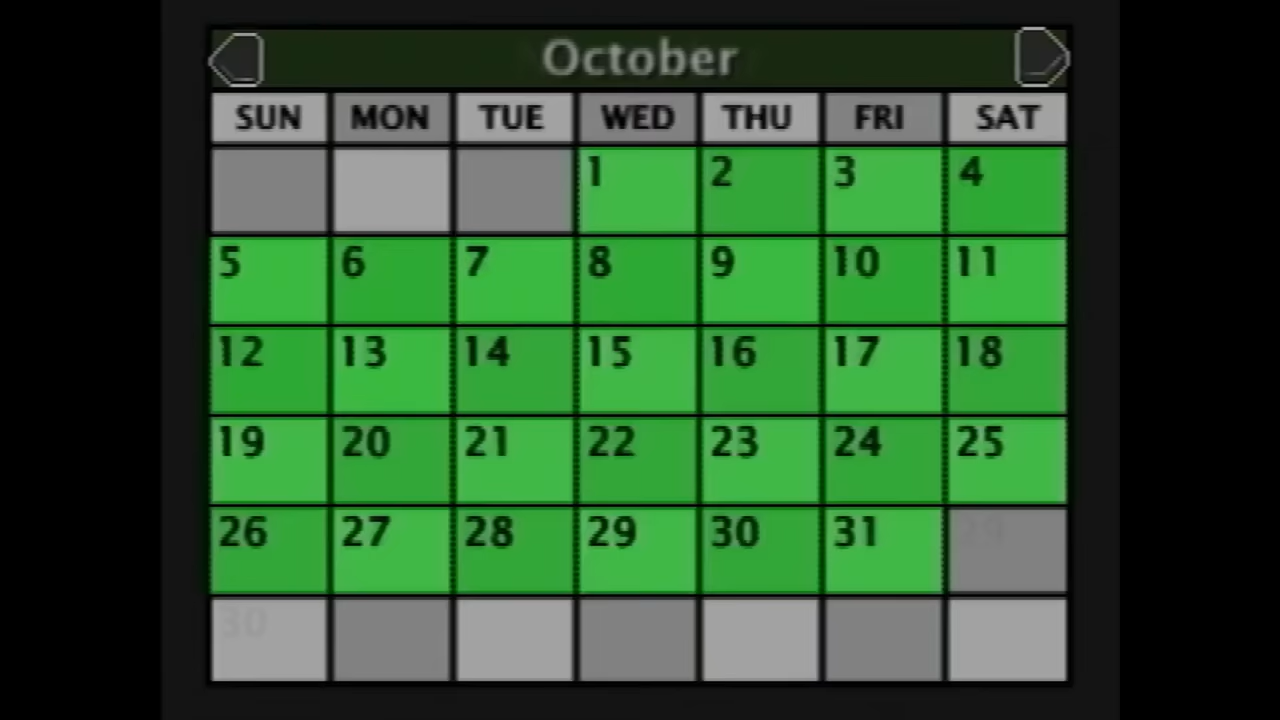 October
SUN MON TUE WED THU FRI SAT
1 2 3 4
5 6 7 8 9 10 11
12 13 14 15 16 17 18
19 20 21 22 23 24 25
26 27 28 29 30 31 29
30